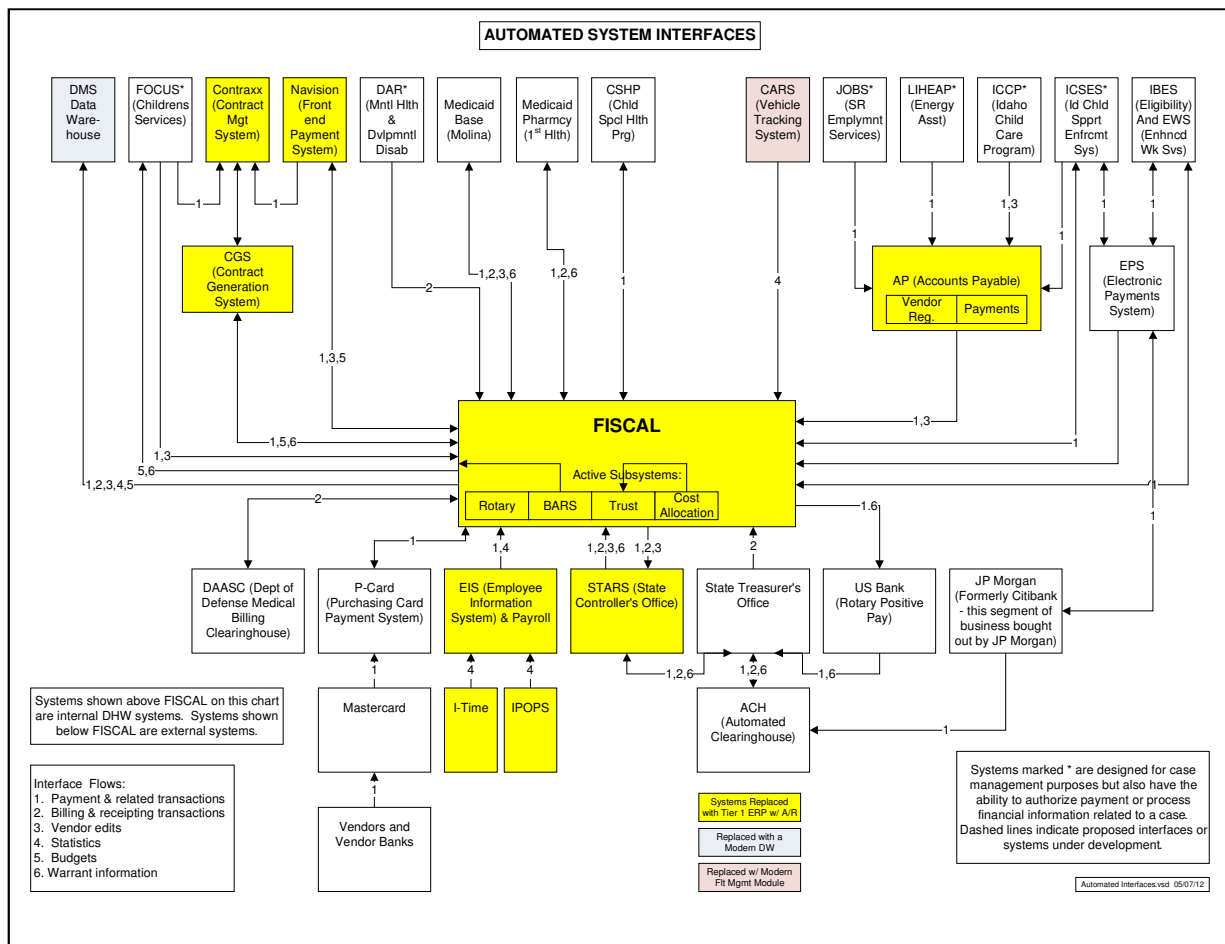 AUTOMATED SYSTEM INTERFACES
DMS
Data
Ware-
house
FOCUS*
(Childrens
Services)
Contraxx
(Contract
Mgt
System)
Navision
(Front
end
Payment
System)
DAR*
(Mntl Hlth
&
Dvlpmntl
Disab
Medicaid
Base
(Molina)
Medicaid
Pharmcy
(1st Hlth)
CSHP
(Chld
Spcl Hlth
Prg)
CARS
(Vehicle
Tracking
System)
JOBS*
(SR
Emplymnt
Services)
LIHEAP*
(Energy
Asst)
ICCP*
(Idaho
Child
Care
Program)
ICSES*
(Id Chld
Spprt
Enfrcmt
Sys)
IBES
(Eligibility)
And EWS
(Enhncd
Wk Svs)
1
1
1
1
1,3
1
1
1
CGS
(Contract
Generation
System)
1,2,3,6
1,2,6
2
1
4
AP (Accounts Payable)
Vendor
Reg.
Payments
EPS
(Electronic
Payments
System)
1,3,5
1,3
FISCAL
1,5,6
1
1,3
5,6
1,2,3,4,5
1
Active Subsystems:
Rotary
BARS
Trust
Cost
Allocation
2
1
1,4
1,2,3,6
1,2,3
2
1.6
1
DAASC (Dept of
Defense Medical
Billing
Clearinghouse)
P-Card
(Purchasing Card
Payment System)
EIS (Employee
Information
System) & Payroll
STARS (State
Controller's Office)
State Treasurer's
Office
US Bank
(Rotary Positive
Pay)
JP Morgan
(Formerly Citibank
- this segment of
business bought
out by JP Morgan)
1
4
4
1,2,6
1,2,6
1,6
Systems shown above FISCAL on this chart
are internal DHW systems. Systems shown
below FISCAL are external systems.
Mastercard
I-Time
IPOPS
ACH
(Automated
Clearinghouse)
1
Interface Flows:
1. Payment & related transactions
2. Billing & receipting transactions
3. Vendor edits
4. Statistics
5. Budgets
6. Warrant information
1
Vendors and
Vendor Banks
Systems Replaced
with Tier 1 ERP w/ A/R
Replaced with a
Modern DW
Replaced w/ Modern
Flt Mgmt Module
Systems marked * are designed for case
management purposes but also have the
ability to authorize payment or process
financial information related to a case.
Dashed lines indicate proposed interfaces or
systems under development.
Automated Interfaces.vsd 05/07/12